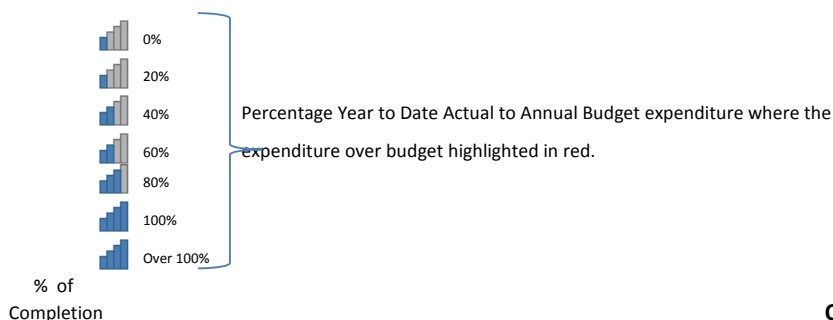 0%
20%
40%
Percentage Year to Date Actual to Annual Budget expenditure where the
60%
expenditure over budget highlighted in red.
80%
100%
Over 100%
% of
Completion